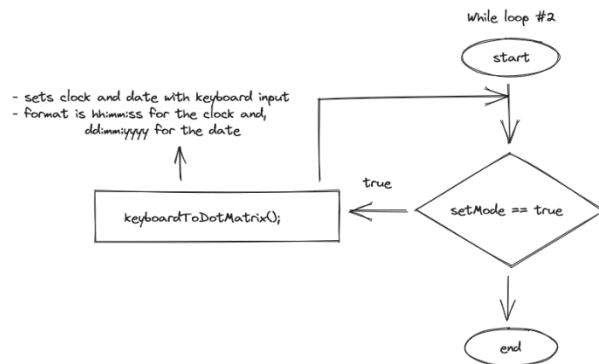 While loop #2
start
- sets clock and date with keyboard input
- format is hh:mm:ss for the clock and,
dd:mm:yyyy for the date
true
keyboardToDotMatrix();
setMode == true
end